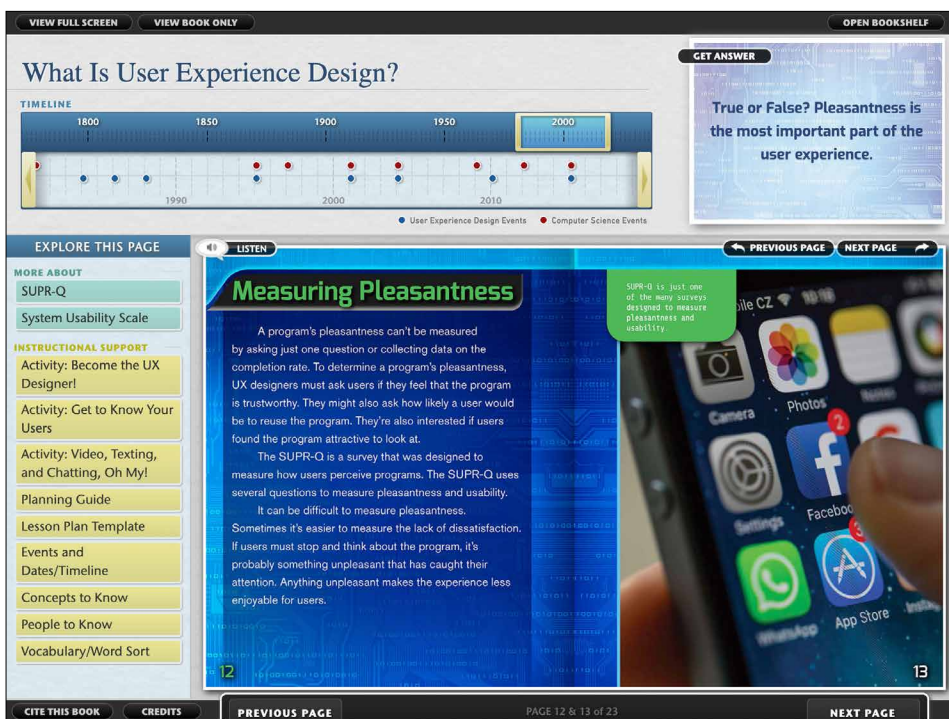 VIEW FULL SCREEN
VIEW BOOK ONLY
OPEN BOOKSHELF
What Is User Experience Design?
GET ANSWER
True or False? Pleasantness is
the most important part of the
user experience.
TIMELINE
1800
1850
1900
1950
2000
1990
2000
2010
User Experience Design Events
Computer Science Events
EXPLORE THIS PAGE
MORE ABOUT
SUPR-Q
System Usability Scale
INSTRUCTIONAL SUPPORT
Activity: Become the UX
Designer!
Activity: Get to Know Your
Users
Activity: Video, Texting,
and Chatting, Oh My!
Planning Guide
Lesson Plan Template
Events and
Dates/Timeline
Concepts to Know
People to Know
Vocabulary/Word Sort
LISTEN
PREVIOUS PAGE
NEXT PAGE
Measuring Pleasantness
A program's pleasantness can't be measured
by asking just one question or collecting data on the
completion rate. To determine a program's pleasantness,
UX designers must ask users if they feel that the program
is trustworthy. They might also ask how likely a user would
be to reuse the program. They're also interested if users
found the program attractive to look at.
The SUPR-Q is a survey that was designed to
measure how users perceive programs. The SUPR-Q uses
several questions to measure pleasantness and usability.
It can be difficult to measure pleasantness.
Sometimes it's easier to measure the lack of dissatisfaction.
If users must stop and think about the program, it's
probably something unpleasant that has caught their
attention. Anything unpleasant makes the experience less
enjoyable for users.
12
SUPR-Q is just one
of the many surveys
designed to measure
pleasantness and
usability.
ile CZ
Camera
Photos
2
Settings
Faceboo
3
WhatsApp
App Store
13
CITE THIS BOOK
CREDITS
PREVIOUS PAGE
PAGE 12 & 13 of 23
NEXT PAGE